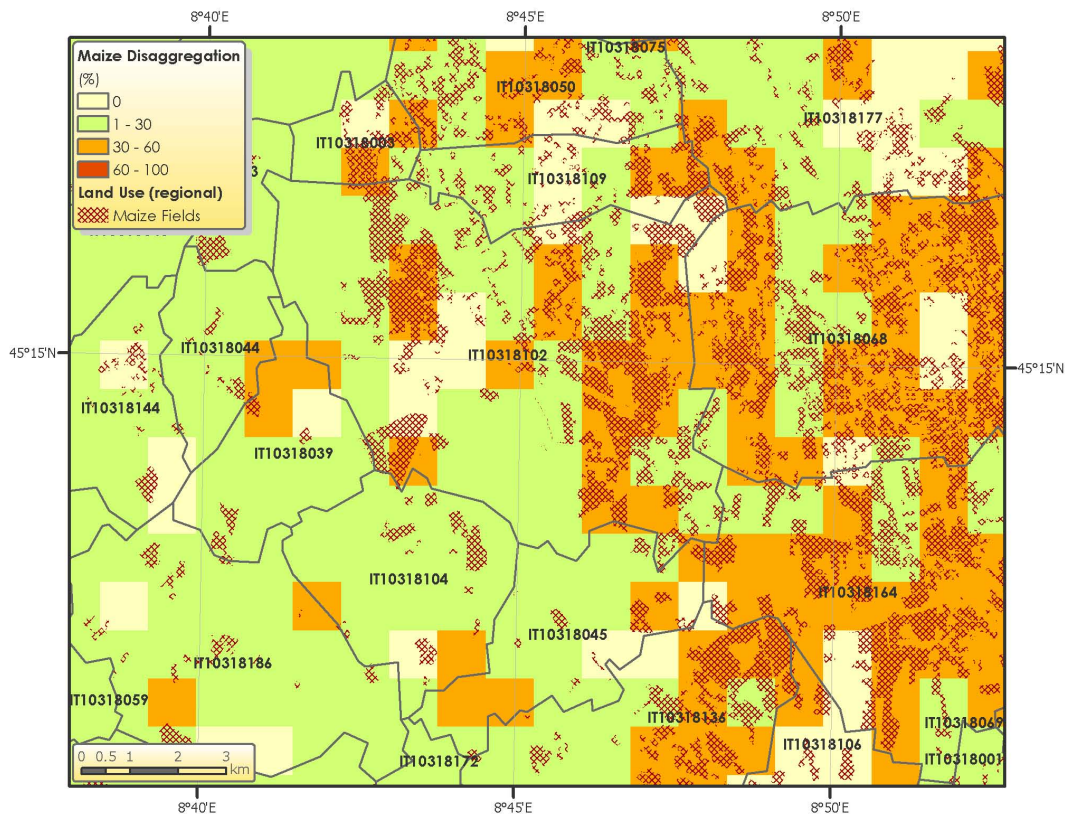 8°40'E 8°45'E 8°50'E
Maize Disaggregation
(%)
0
1 - 30
30 - 60
60 - 100
Land Use (regional)
Maize Fields
IT10318075
IT10318050
IT10318177
IT10318109
3
45°15'N
IT10318044
IT10318102
IT10318068
45°15'N
IT10318144
IT10318039
IT10318104
IT10318164
IT10318045
IT10318186
IT10318059
IT10318136
IT10318069
IT10318106
IT10318172
IT10318001
0 0.5 1 2 3
km
8°40'E 8°45'E 8°50'E